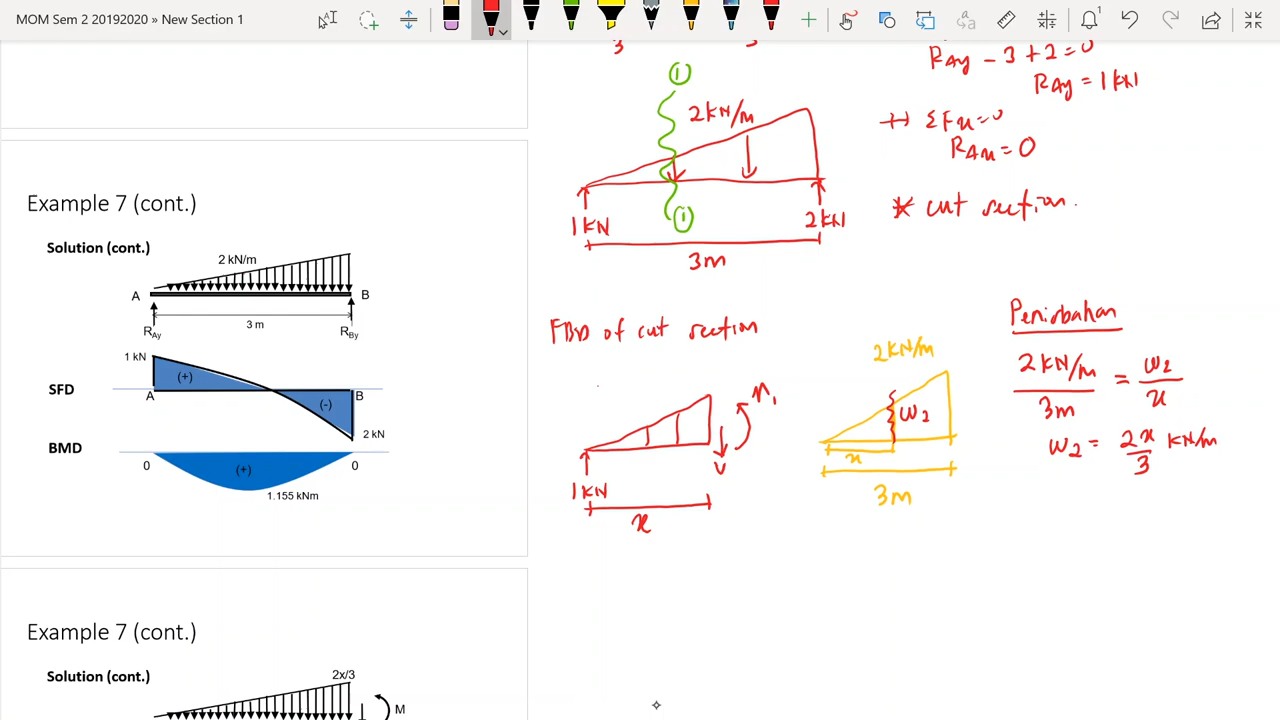 MOM Sem 2 20192020 » New Section 1
Example 7 (cont.)
Solution (cont.)
2 kN/m
A
B
3 m
RAy
RBy
1 kN
SFD
(+)
A
B
(-)
2 kN
BMD
0
(+)
0
1.155 kNm
Example 7 (cont.)
Solution (cont.)
2x/3
M
3
3
RAy - 3 + 2 = 0
RAy = 1 kN
ΣFx = 0
RAx = 0
* cut section.
①
2 kN/m
①
1 kN
2 kN
3m
FBD of cut section
M1
V
1 kN
x
2 kN/m
w2
x
3m
Perisbahan
2 kN/m / 3m = w2 / x
w2 = 2x/3 kN/m